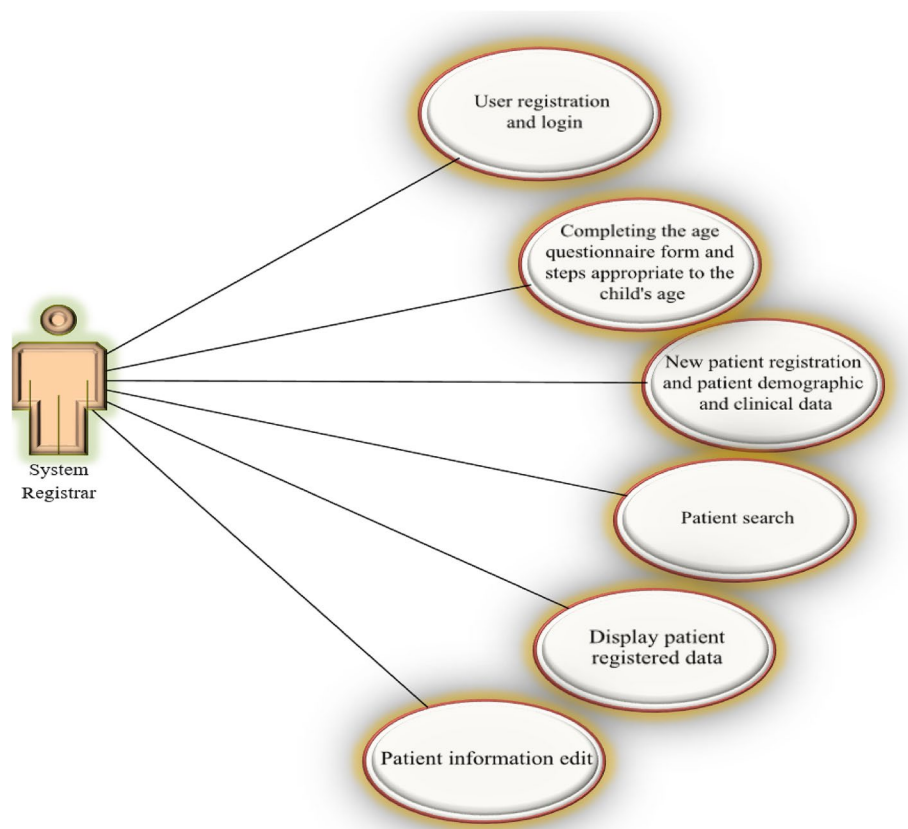 User registration
and login
Completing the age
questionnaire form and
steps appropriate to the
child's age
New patient registration
and patient demographic
and clinical data
System
Registrar
Patient search
Display patient
registered data
Patient information edit